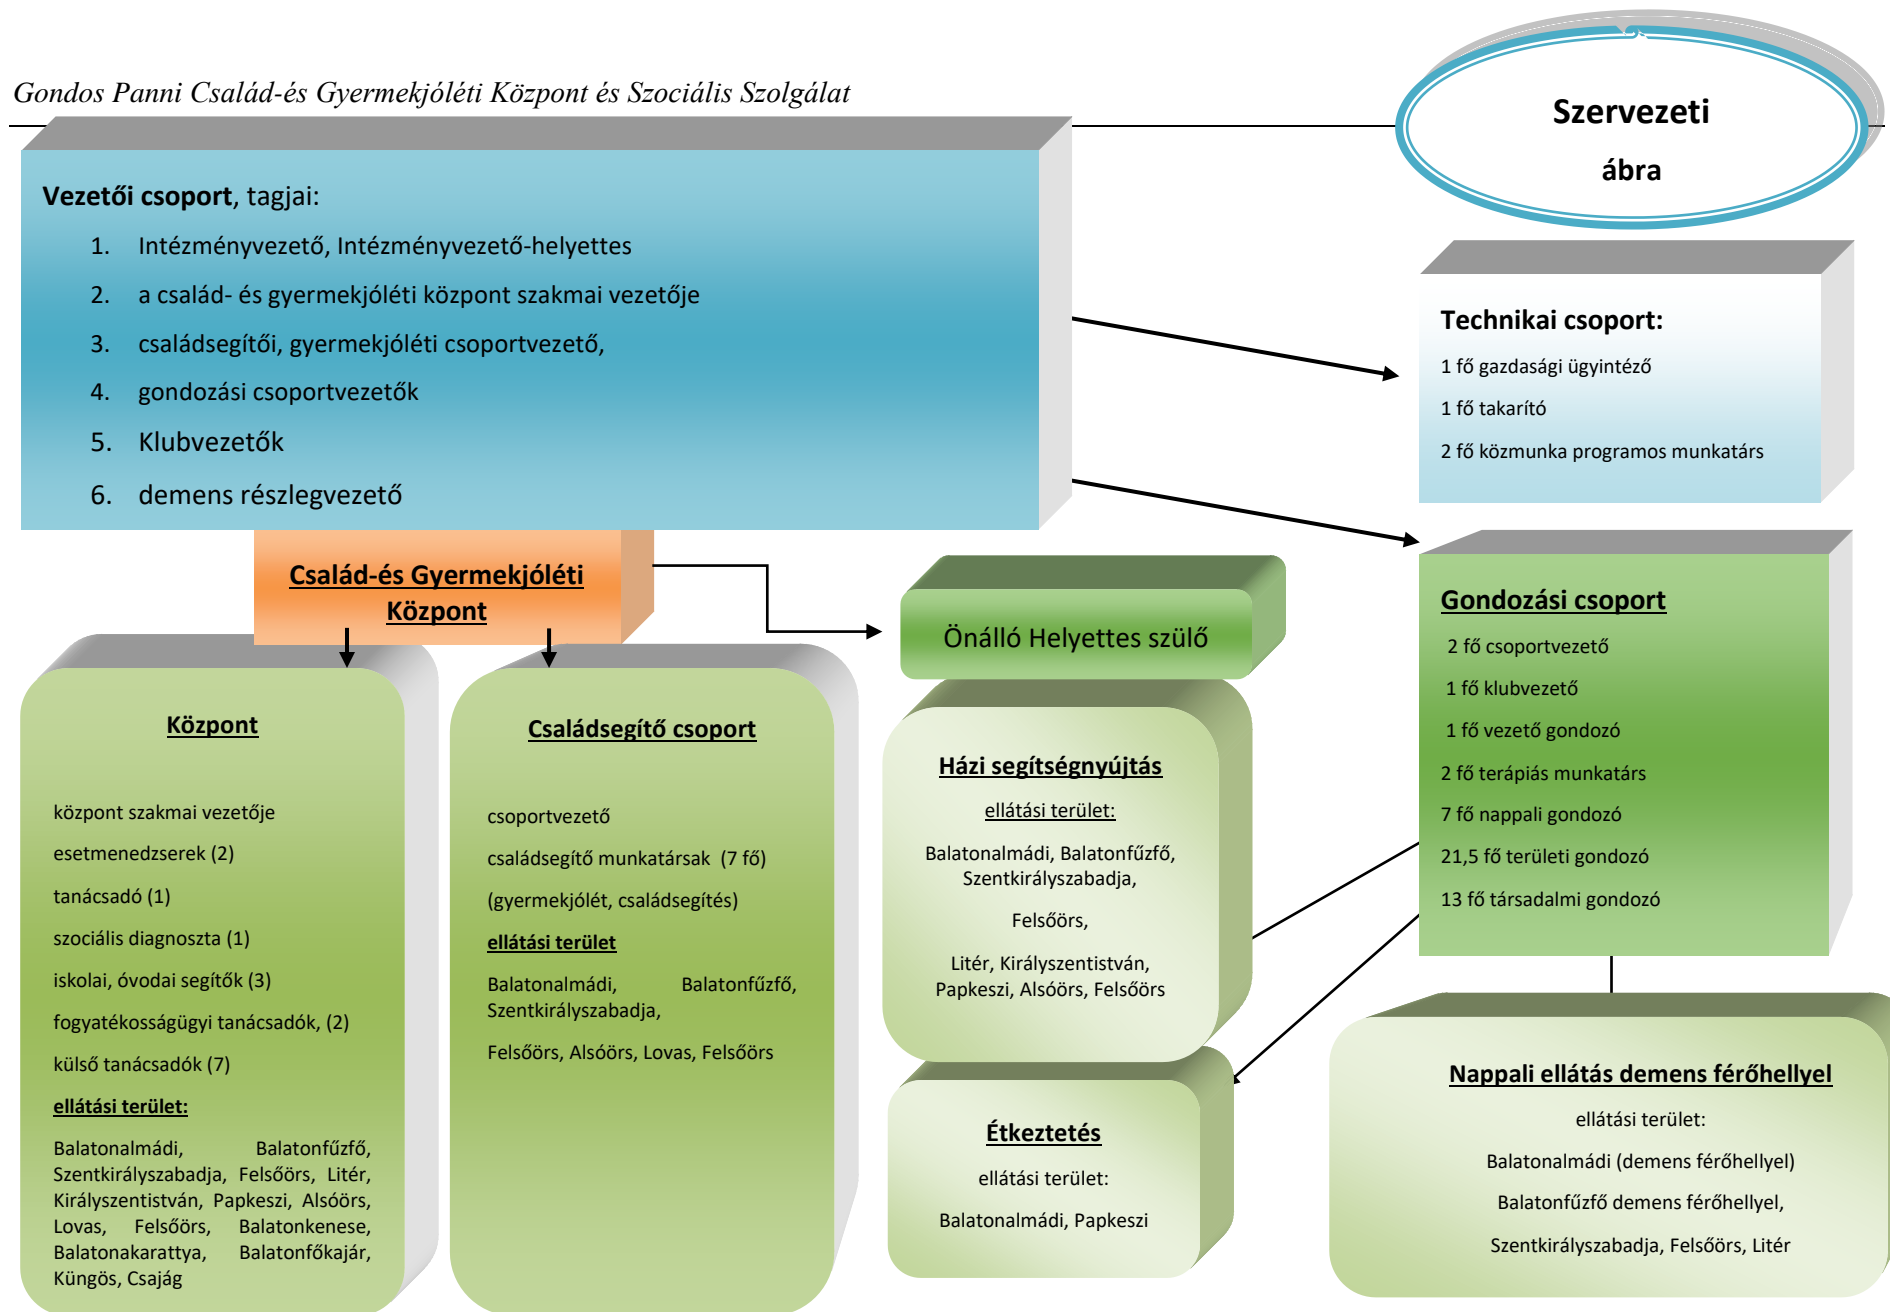 Gondos Panni Család-és Gyermekjóléti Központ és Szociális Szolgálat
Szervezeti
ábra
Vezetői csoport, tagjai:
1. Intézményvezető, Intézményvezető-helyettes
2. a család- és gyermekjóléti központ szakmai vezetője
3. családsegítői, gyermekjóléti csoportvezető,
4. gondozási csoportvezetők
5. Klubvezetők
6. demens részlegvezető
Technikai csoport:
1 fő gazdasági ügyintéző
1 fő takarító
2 fő közmunka programos munkatárs
Család-és Gyermekjóléti
Központ
Önálló Helyettes szülő
Gondozási csoport
2 fő csoportvezető
1 fő klubvezető
1 fő vezető gondozó
2 fő terápiás munkatárs
7 fő nappali gondozó
21,5 fő területi gondozó
13 fő társadalmi gondozó
Központ
központ szakmai vezetője
esetmenedzserek (2)
tanácsadó (1)
szociális diagnoszta (1)
iskolai, óvodai segítők (3)
fogyatékosságügyi tanácsadók, (2)
külső tanácsadók (7)
ellátási terület:
Balatonalmádi, Balatonfűzfő,
Szentkirályszabadja, Felsőörs, Litér,
Királyszentistván, Papkeszi, Alsóörs,
Lovas, Felsőörs, Balatonkenese,
Balatonakarattya, Balatonfőkajár,
Küngös, Csajág
Családsegítő csoport
csoportvezető
családsegítő munkatársak (7 fő)
(gyermekjólét, családsegítés)
ellátási terület
Balatonalmádi, Balatonfűzfő,
Szentkirályszabadja,
Felsőörs, Alsóörs, Lovas, Felsőörs
Házi segítségnyújtás
ellátási terület:
Balatonalmádi, Balatonfűzfő,
Szentkirályszabadja,
Felsőörs,
Litér, Királyszentistván,
Papkeszi, Alsóörs, Felsőörs
Étkeztetés
ellátási terület:
Balatonalmádi, Papkeszi
Nappali ellátás demens férőhellyel
ellátási terület:
Balatonalmádi (demens férőhellyel)
Balatonfűzfő demens férőhellyel,
Szentkirályszabadja, Felsőörs, Litér